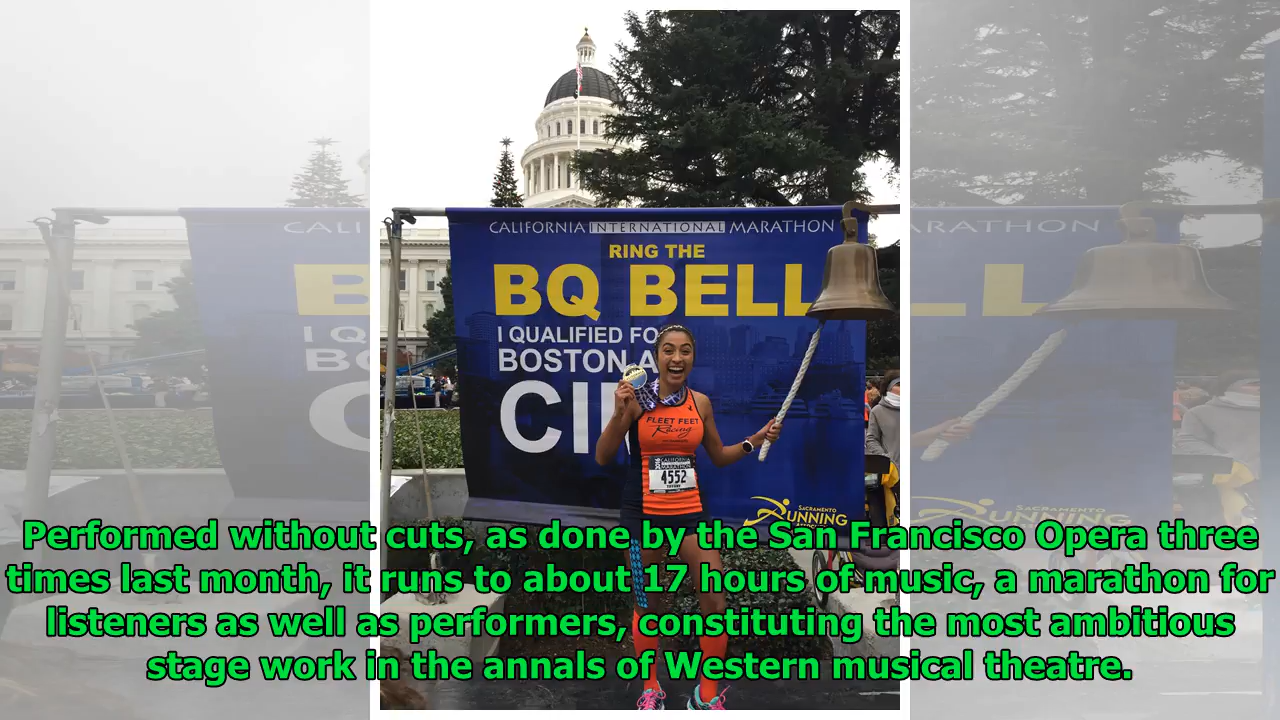 CALIFORNIA INTERNATIONAL MARATHON
RING THE
BQ BELL
I QUALIFIED FO
BOSTON A
CI
FLEET FEET
Racing
CALIFORNIA
4552
SACRAMENTO
RUNNING
Performed without cuts, as done by the San Francisco Opera three
times last month, it runs to about 17 hours of music, a marathon for
listeners as well as performers, constituting the most ambitious
stage work in the annals of Western musical theatre.